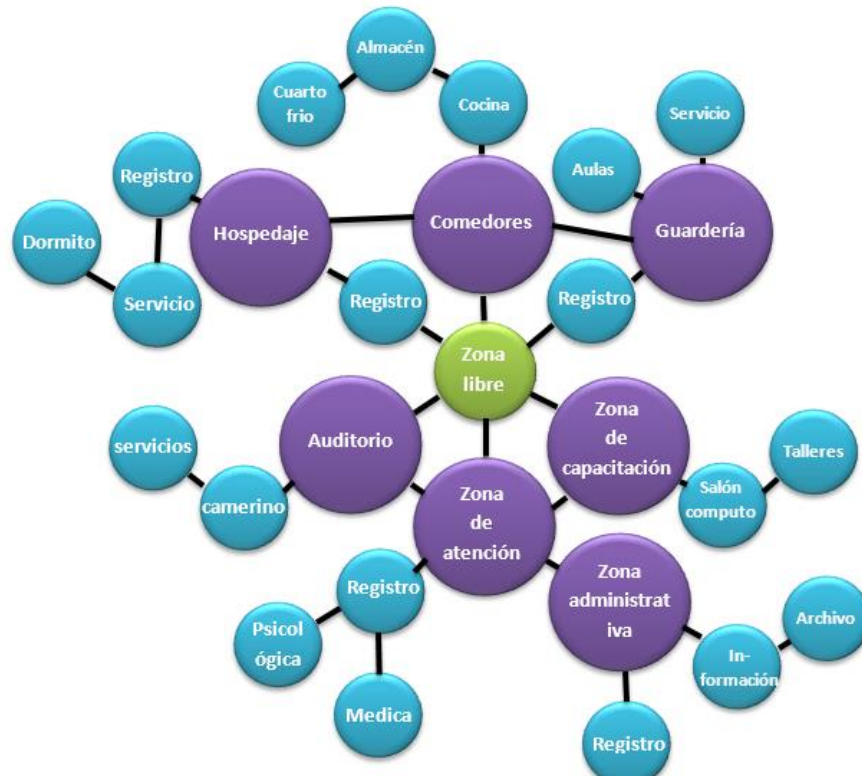 Almacén
Cuarto
frio
Cocina
Servicio
Aulas
Registro
Hospedaje
Comedores
Guardería
Dormito
Servicio
Registro
Registro
Zona
libre
Auditorio
Zona
de
capacitación
servicios
camerino
Talleres
Salón
computo
Zona
de
atención
Registro
Zona
administrat
iva
Psicol
ógica
Archivo
In-
formación
Medica
Registro